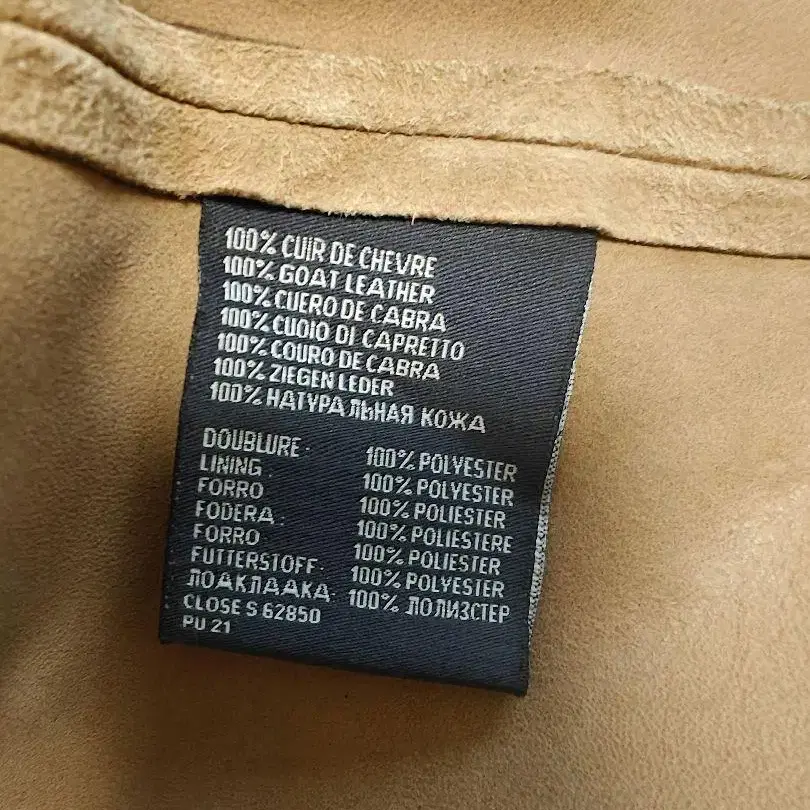 100% CUIR DE CHEVRE
100% GOAT LEATHER
100% CUERO DE CABRA
100% CUOIO DI CAPRETTO
100% COURO DE CABRA
100% ZIEGEN LEDER
100% НАТУРАЛЬНАЯ КОЖА
DOUBLURE : 100% POLYESTER
LINING : 100% POLYESTER
FORRO 100% POLIESTER
FODERA : 100% POLIESTERE
FORRO : 100% POLIESTER
FUTTERSTOFF : 100% POLYESTER
ПОАКЛААКА: 100% ПОЛИЗСТЕР
CLOSE S 62850
PU 21